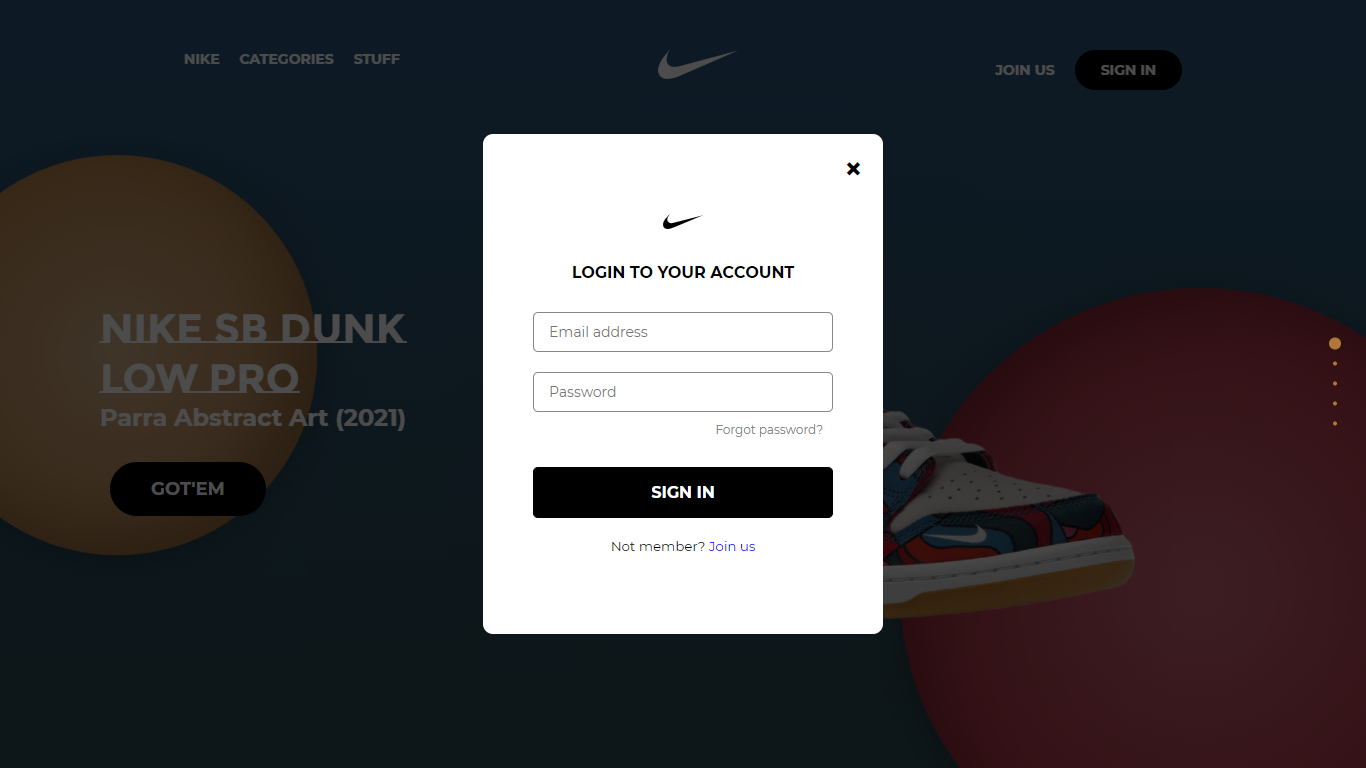 NIKE CATEGORIES STUFF
JOIN US SIGN IN
LOGIN TO YOUR ACCOUNT
Email address
Password
Forgot password?
SIGN IN
Not member? Join us
NIKE SB DUNK
LOW PRO
Parra Abstract Art (2021)
GOT'EM